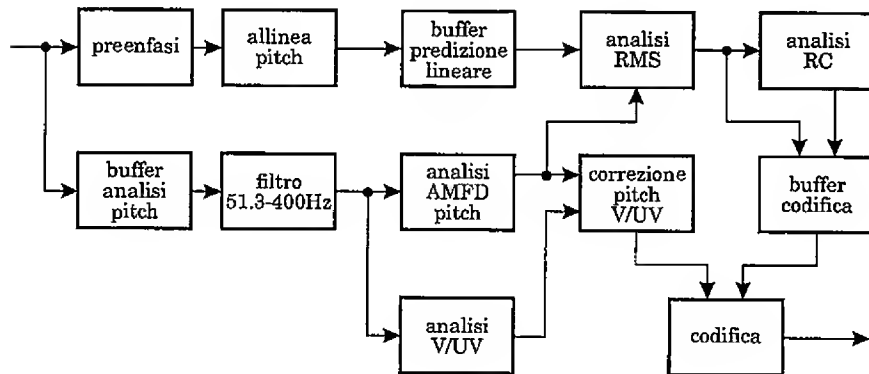 preenfasi
allinea
pitch
buffer
predizione
lineare
analisi
RMS
analisi
RC
buffer
analisi
pitch
filtro
51.3-400Hz
analisi
AMFD
pitch
correzione
pitch
V/UV
buffer
codifica
analisi
V/UV
codifica